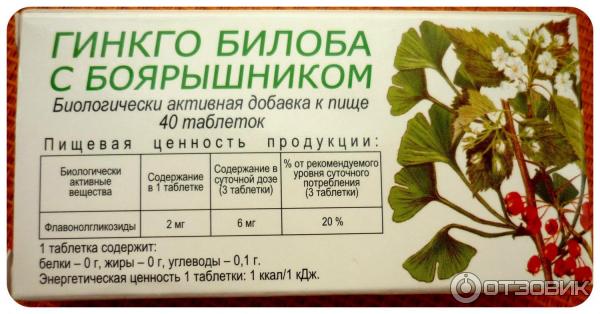 ГИНКГО БИЛОБА
С БОЯРЫШНИКОМ
Биологически активная добавка к пище
40 таблеток
Пищевая ценность продукции:
Биологически активные вещества | Содержание в 1 таблетке | Содержание в суточной дозе (3 таблетки) | % от рекомендуемого уровня суточного потребления (3 таблетки)
Флавонолгликозиды | 2 мг | 6 мг | 20 %
1 таблетка содержит:
белки – 0 г, жиры – 0 г, углеводы – 0,1 г.
Энергетическая ценность 1 таблетки: 1 ккал/1 кДж.
ОТЗОВИК